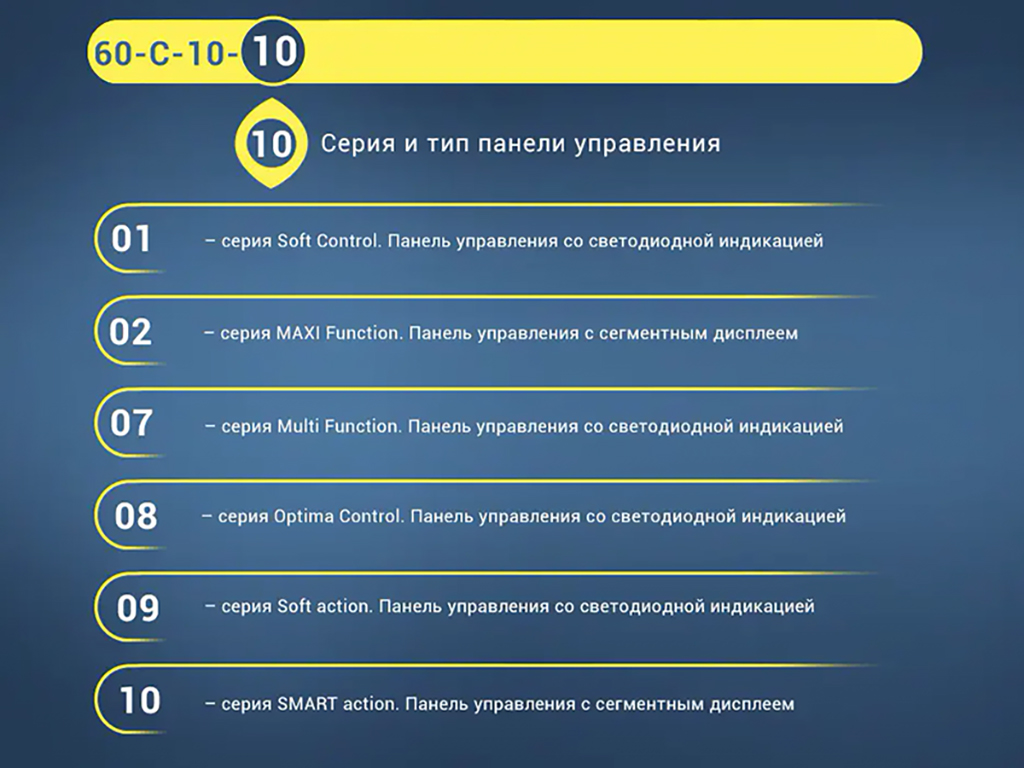 60-С-10-10
10 Серия и тип панели управления
01 – серия Soft Control. Панель управления со светодиодной индикацией
02 – серия MAXI Function. Панель управления с сегментным дисплеем
07 – серия Multi Function. Панель управления со светодиодной индикацией
08 – серия Optima Control. Панель управления со светодиодной индикацией
09 – серия Soft action. Панель управления со светодиодной индикацией
10 – серия SMART action. Панель управления с сегментным дисплеем